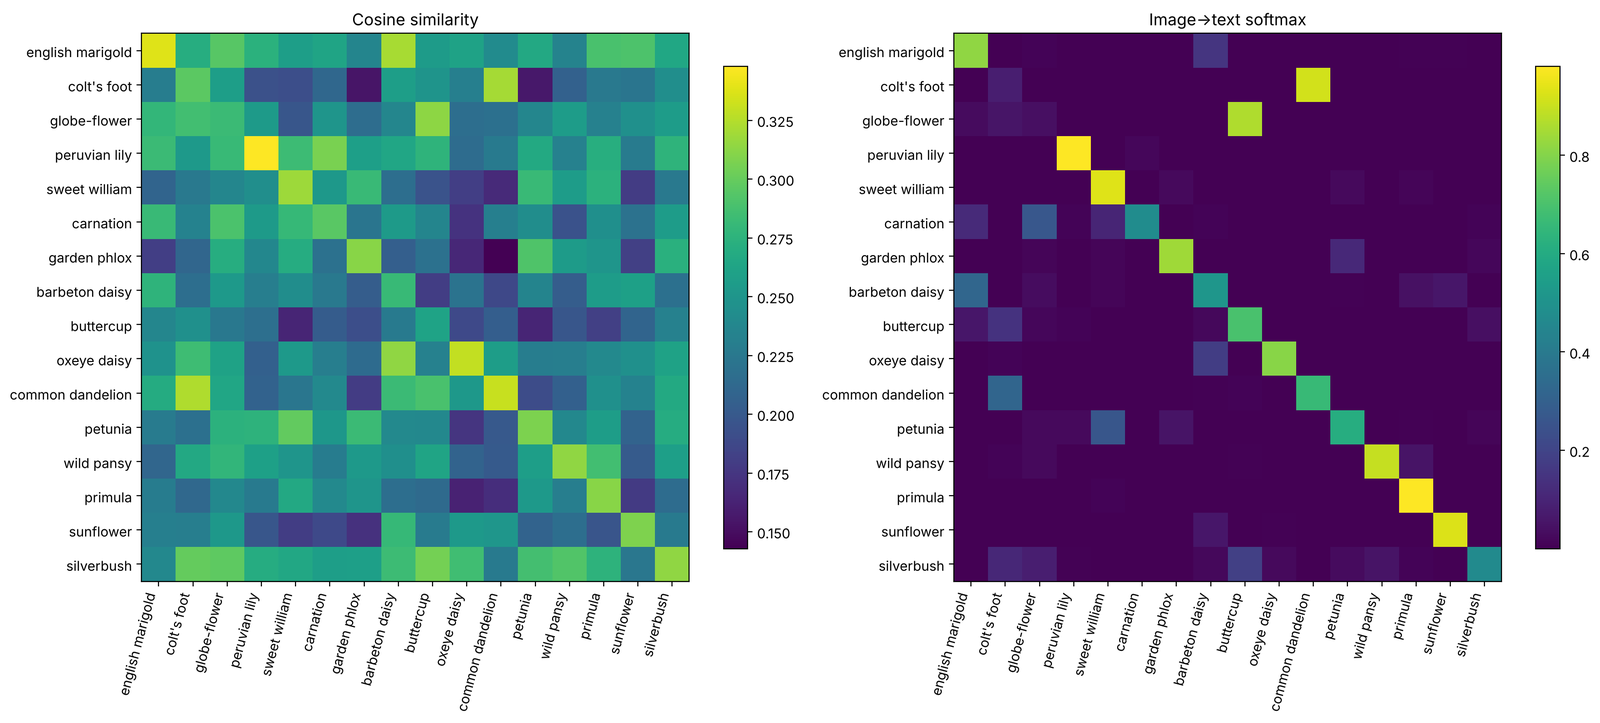 Cosine similarity
english marigold
colt's foot
globe-flower
peruvian lily
sweet william
carnation
garden phlox
barbeton daisy
buttercup
oxeye daisy
common dandelion
petunia
wild pansy
primula
sunflower
silverbush
english marigold
colt's foot
globe-flower
peruvian lily
sweet william
carnation
garden phlox
barbeton daisy
buttercup
oxeye daisy
common dandelion
petunia
wild pansy
primula
sunflower
silverbush
0.325
0.300
0.275
0.250
0.225
0.200
0.175
0.150
Image→text softmax
english marigold
colt's foot
globe-flower
peruvian lily
sweet william
carnation
garden phlox
barbeton daisy
buttercup
oxeye daisy
common dandelion
petunia
wild pansy
primula
sunflower
silverbush
english marigold
colt's foot
globe-flower
peruvian lily
sweet william
carnation
garden phlox
barbeton daisy
buttercup
oxeye daisy
common dandelion
petunia
wild pansy
primula
sunflower
silverbush
0.8
0.6
0.4
0.2